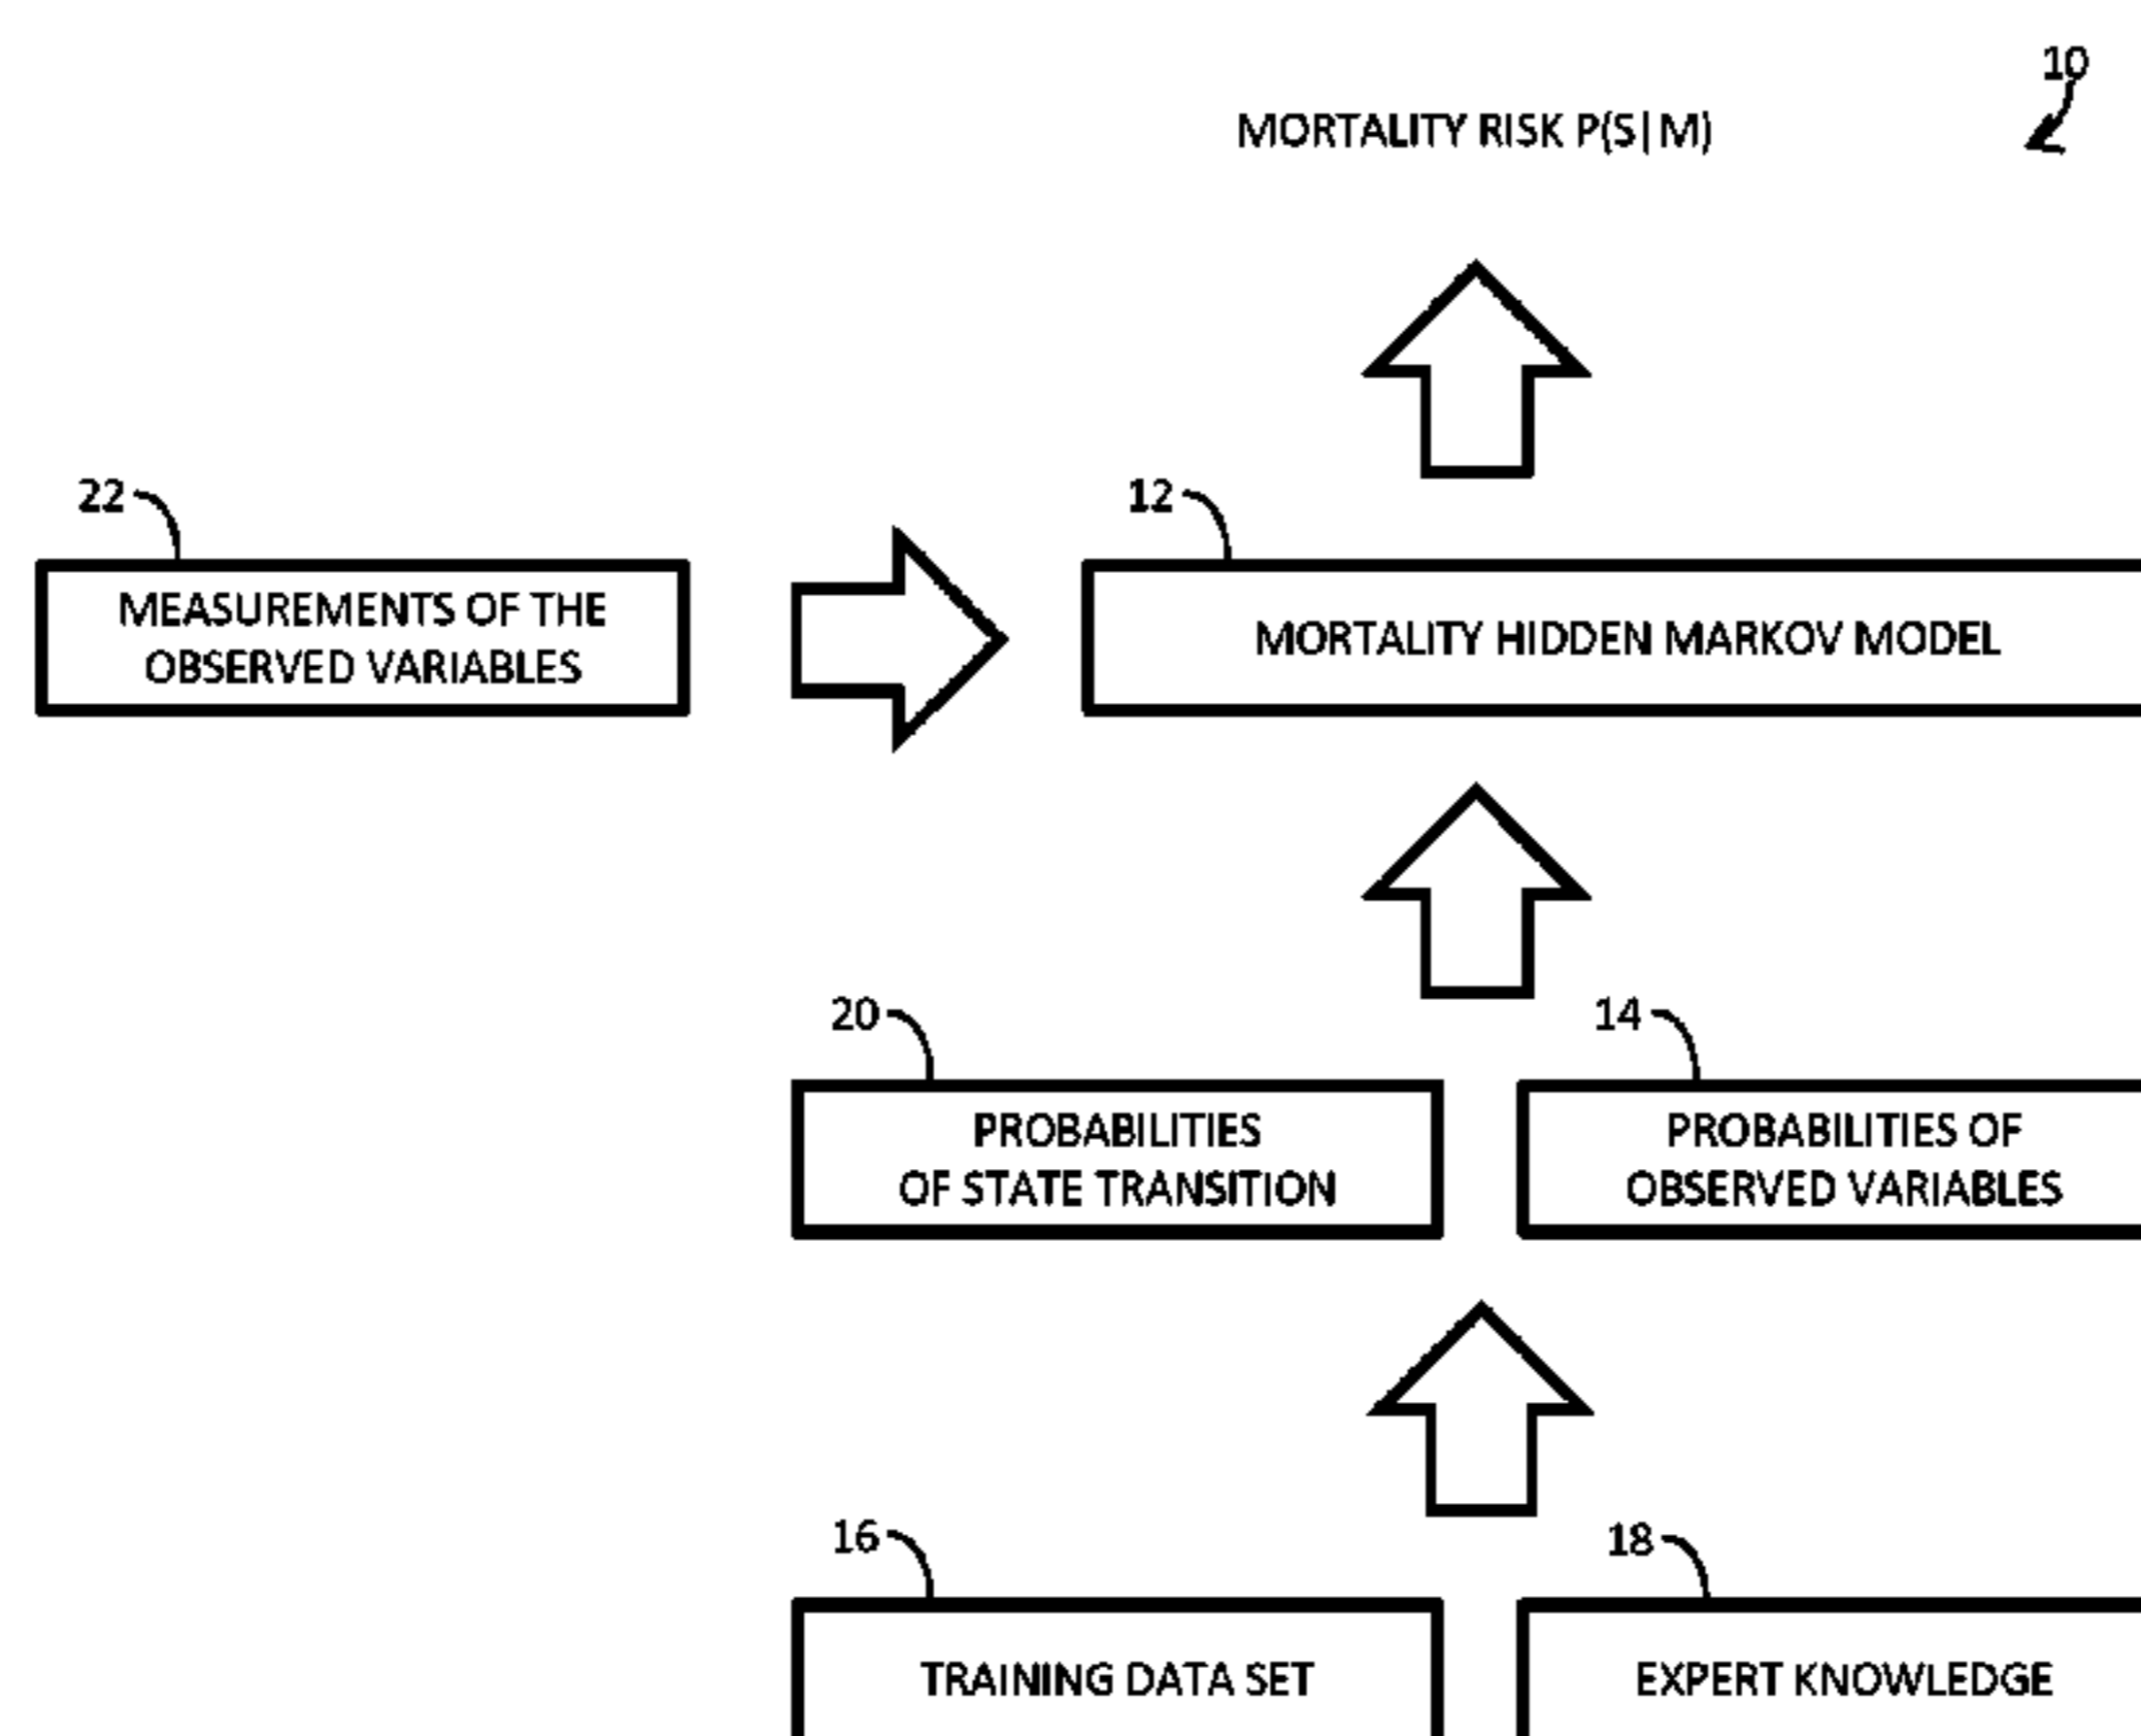 10
MORTALITY RISK P(S|M)
22
12
MEASUREMENTS OF THE
OBSERVED VARIABLES
MORTALITY HIDDEN MARKOV MODEL
20
14
PROBABILITIES
OF STATE TRANSITION
PROBABILITIES OF
OBSERVED VARIABLES
16
18
TRAINING DATA SET
EXPERT KNOWLEDGE